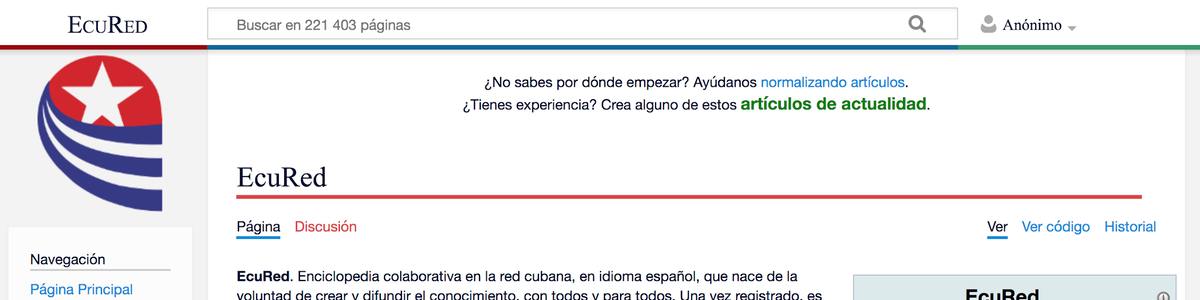 EcuRed
Buscar en 221 403 páginas
Anónimo
¿No sabes por dónde empezar? Ayúdanos normalizando artículos.
¿Tienes experiencia? Crea alguno de estos artículos de actualidad.
EcuRed
Página Discusión
Ver Ver código Historial
Navegación
Página Principal
EcuRed. Enciclopedia colaborativa en la red cubana, en idioma español, que nace de la
voluntad de crear y difundir el conocimiento, con todos y para todos. Una vez registrado, es
EcuRed